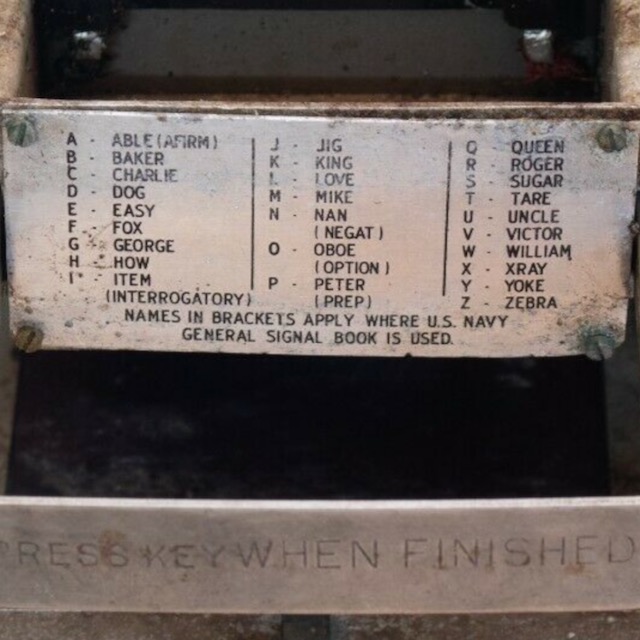 A - ABLE (AFIRM)
B - BAKER
C - CHARLIE
D - DOG
E - EASY
F - FOX
G - GEORGE
H - HOW
I - ITEM
(INTERROGATORY)
J - JIG
K - KING
L - LOVE
M - MIKE
N - NAN
(NEGAT)
O - OBOE
(OPTION)
P - PETER
(PREP)
Q - QUEEN
R - ROGER
S - SUGAR
T - TARE
U - UNCLE
V - VICTOR
W - WILLIAM
X - XRAY
Y - YOKE
Z - ZEBRA
NAMES IN BRACKETS APPLY WHERE U.S. NAVY
GENERAL SIGNAL BOOK IS USED.
PRESS KEY WHEN FINISHED